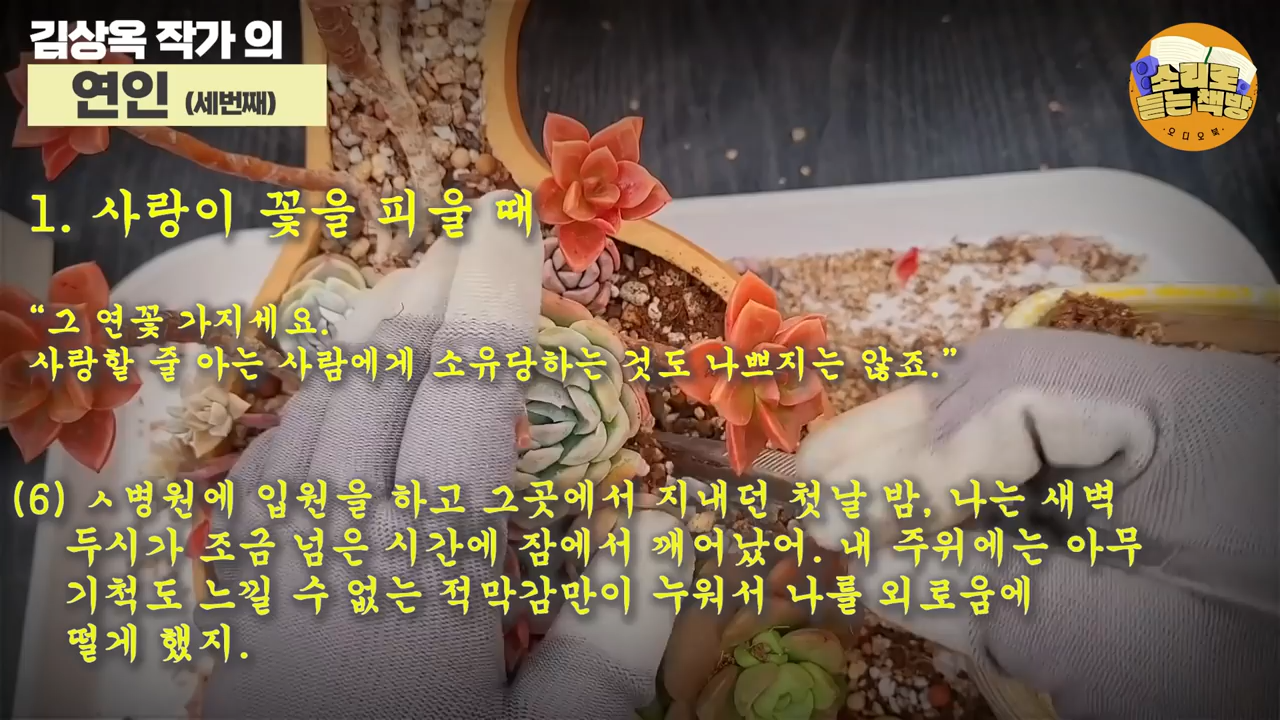 김상옥 작가 의
연인 (세번째)
소리로
듣는 책방
·오디오북·
1. 사랑이 꽃을 피울 때
“그 연꽃 가지세요.
사랑할 줄 아는 사람에게 소유당하는 것도 나쁘지는 않죠.”
(6) ㅅ병원에 입원을 하고 그곳에서 지내던 첫날 밤, 나는 새벽
두시가 조금 넘은 시간에 잠에서 깨어났어. 내 주위에는 아무
기척도 느낄 수 없는 적막감만이 누워서 나를 외로움에
떨게 했지.